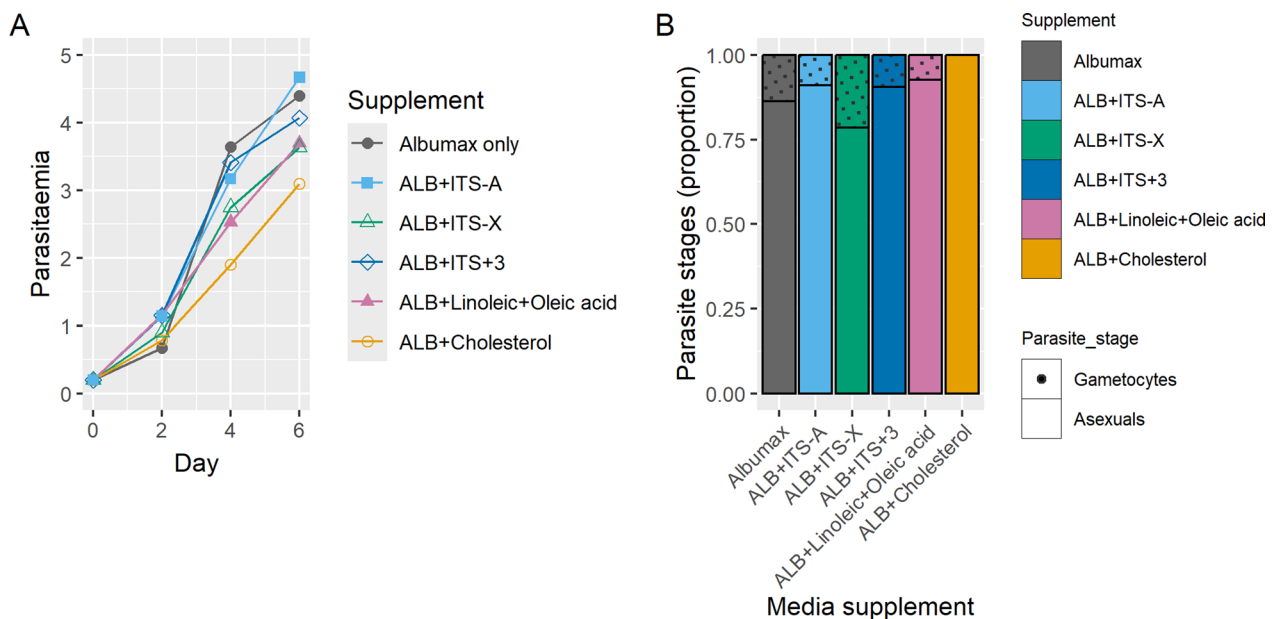 A
Parasitaemia
5
4
3
2
1
0
0 2 4 6
Day
Supplement
Albumax only
ALB+ITS-A
ALB+ITS-X
ALB+ITS+3
ALB+Linoleic+Oleic acid
ALB+Cholesterol
B
Parasite stages (proportion)
1.00
0.75
0.50
0.25
0.00
Albumax
ALB+ITS-A
ALB+ITS-X
ALB+ITS+3
ALB+Linoleic+Oleic acid
ALB+Cholesterol
Media supplement
Supplement
Albumax
ALB+ITS-A
ALB+ITS-X
ALB+ITS+3
ALB+Linoleic+Oleic acid
ALB+Cholesterol
Parasite_stage
Gametocytes
Asexuals